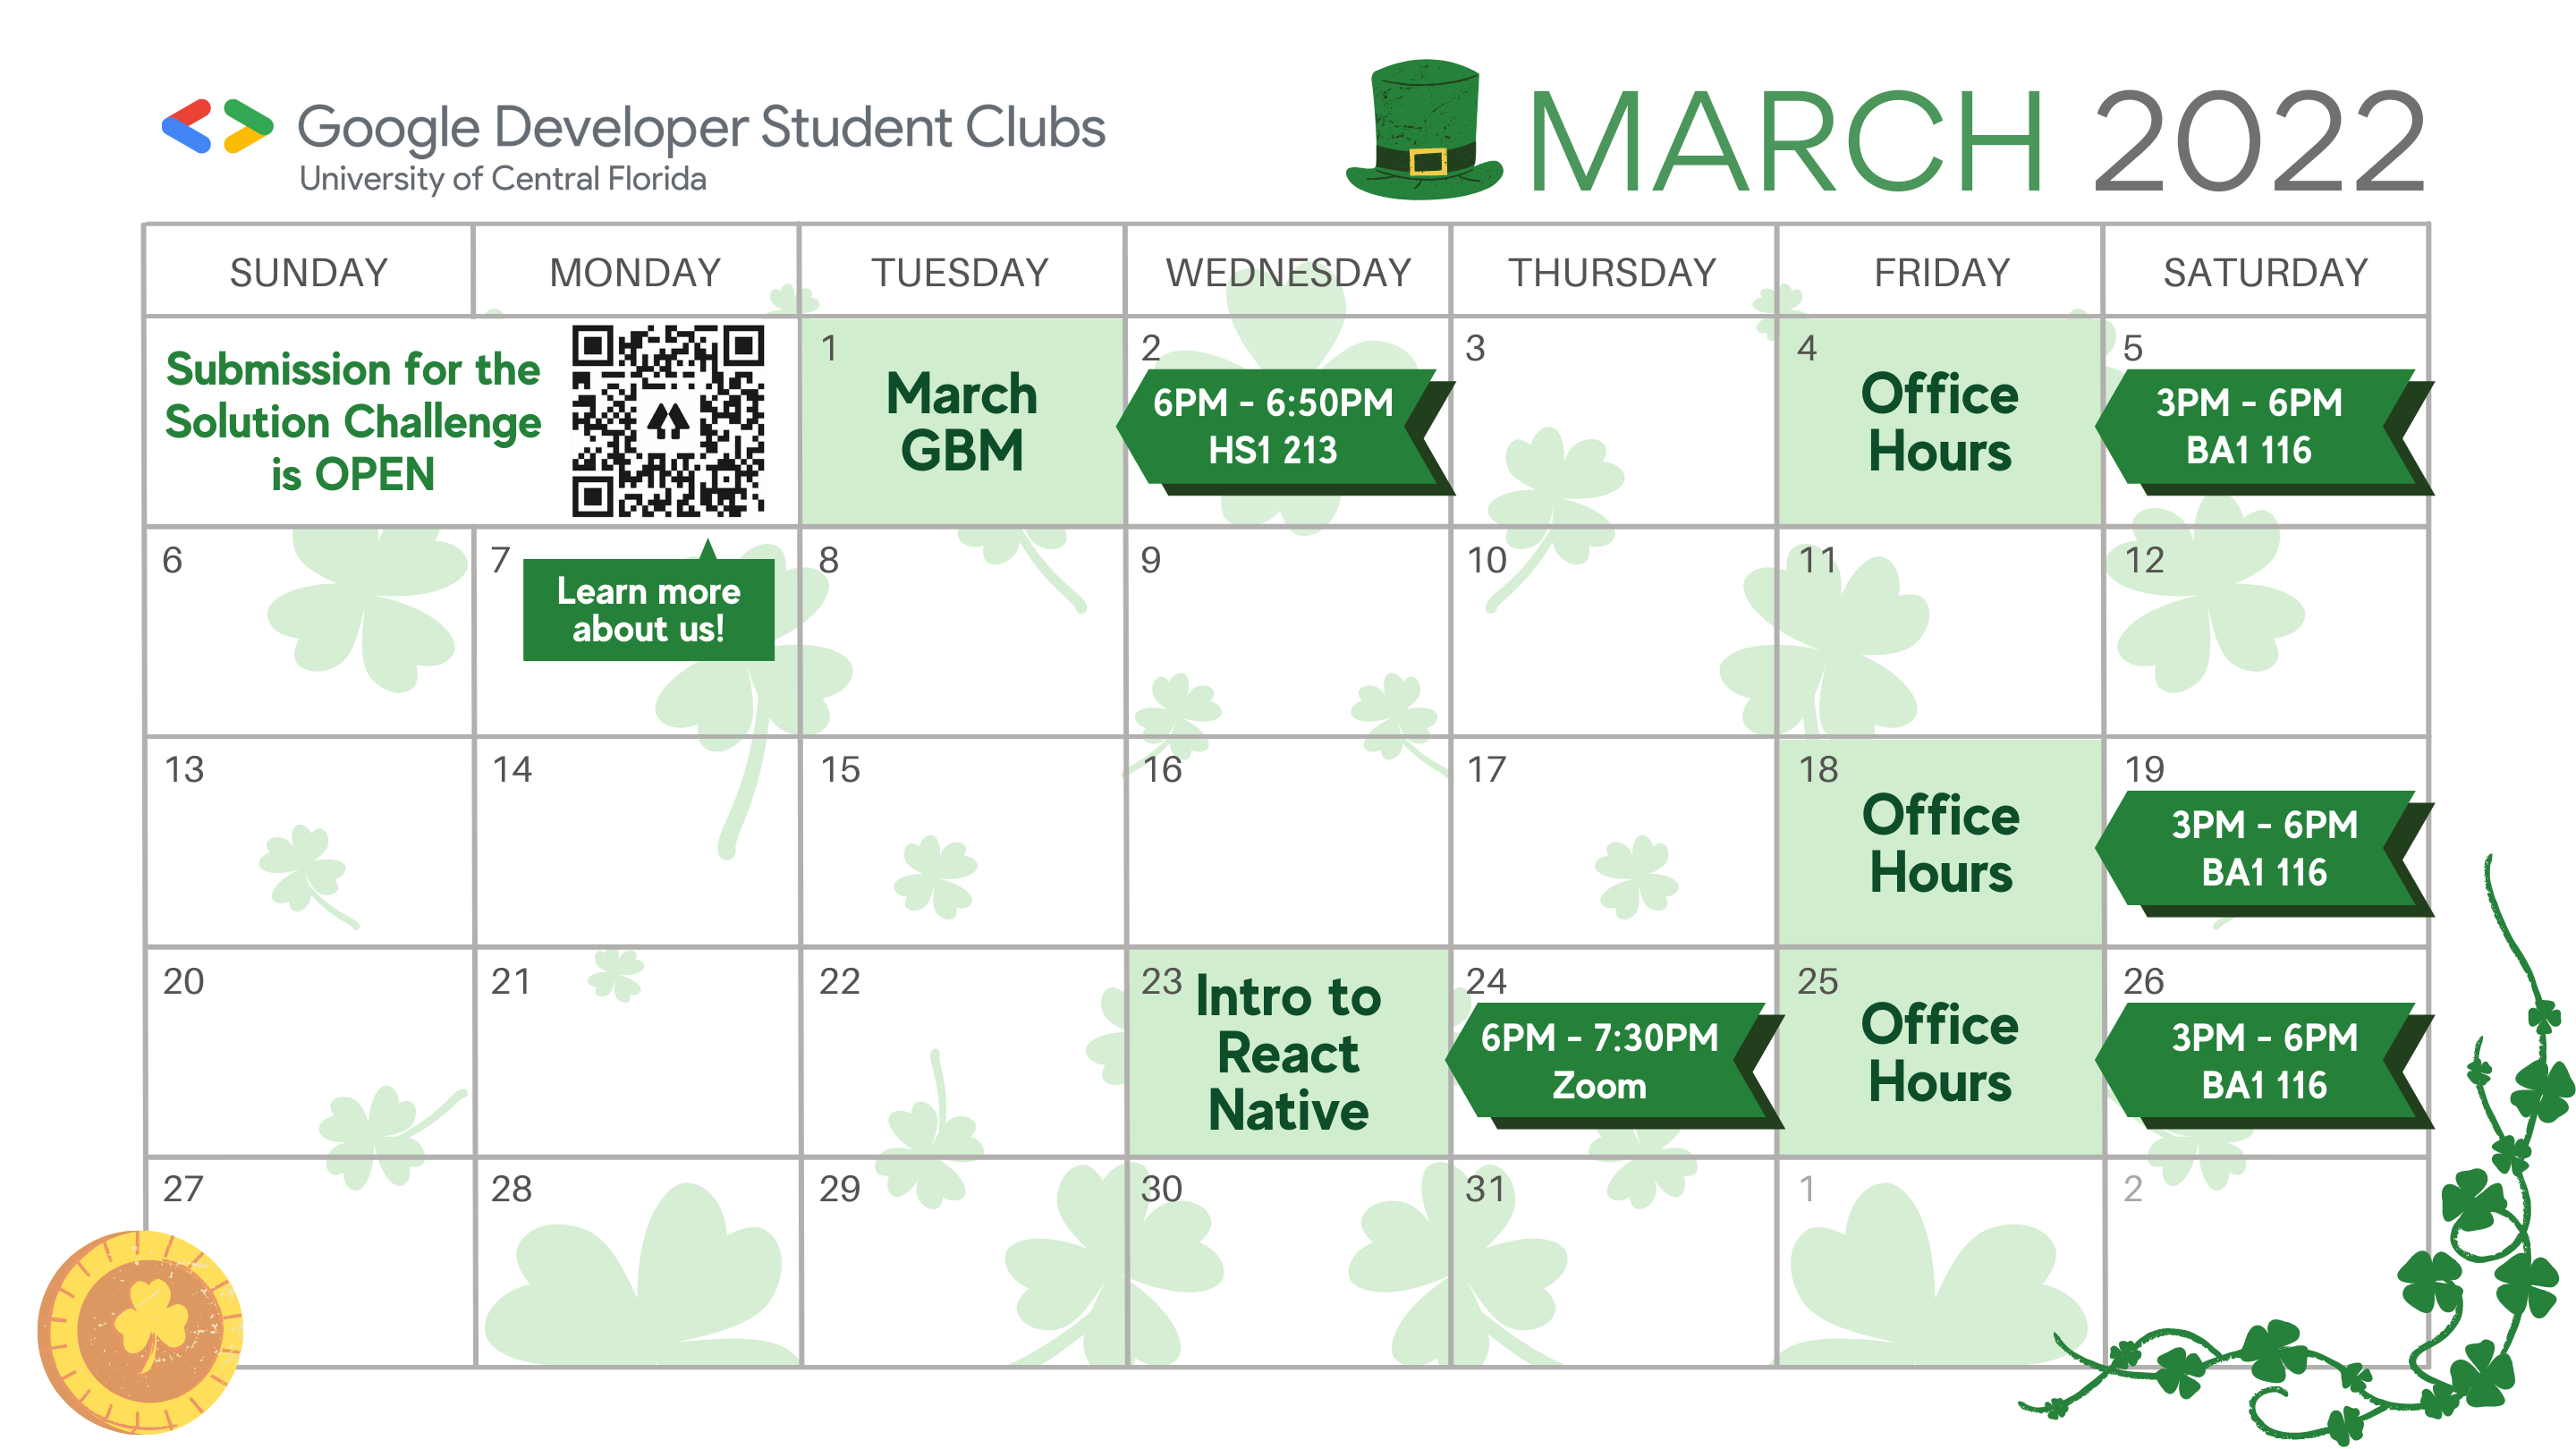 Google Developer Student Clubs
University of Central Florida
MARCH 2022
SUNDAY MONDAY TUESDAY WEDNESDAY THURSDAY FRIDAY SATURDAY
Submission for the
Solution Challenge
is OPEN
1
March
GBM
2
6PM - 6:50PM
HS1 213
3
4
Office
Hours
5
3PM - 6PM
BA1 116
6
7
Learn more
about us!
8
9
10
11
12
13
14
15
16
17
18
Office
Hours
19
3PM - 6PM
BA1 116
20
21
22
23
Intro to
React
Native
24
6PM - 7:30PM
Zoom
25
Office
Hours
26
3PM - 6PM
BA1 116
27
28
29
30
31
1
2